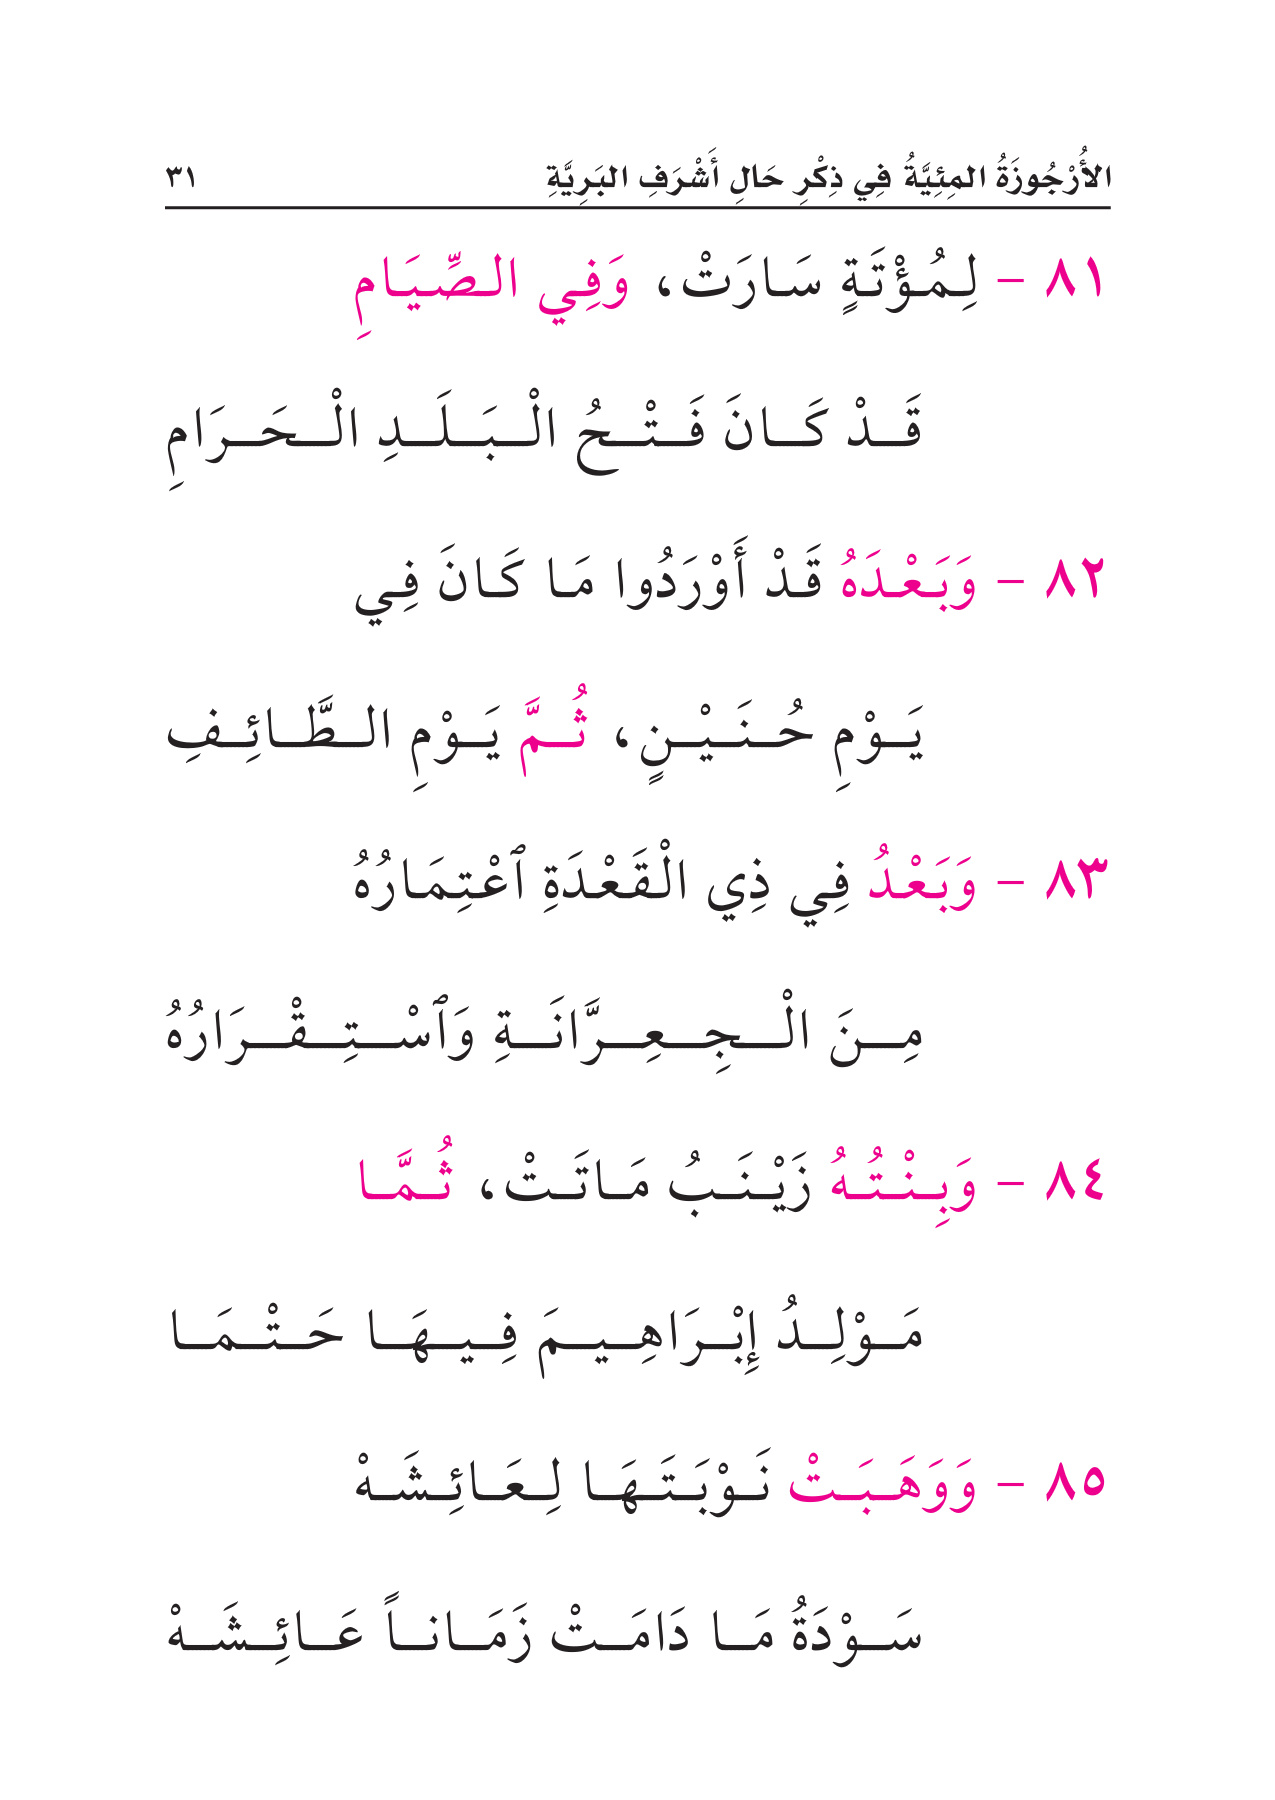 الأُرْجُوزَةُ المِئِيَّةُ فِي ذِكْرِ حَالِ أَشْرَفِ البَرِيَّةِ ٣١
٨١ - لِمُؤْتَةٍ سَارَتْ، وَفِي الصِّيَامِ
قَدْ كَانَ فَتْحُ الْبَلَدِ الْحَرَامِ
٨٢ - وَبَعْدَهُ قَدْ أَوْرَدُوا مَا كَانَ فِي
يَوْمِ حُنَيْنٍ، ثُمَّ يَوْمِ الطَّائِفِ
٨٣ - وَبَعْدُ فِي ذِي الْقَعْدَةِ ٱعْتِمَارُهُ
مِنَ الْجِعِرَّانَةِ وَٱسْتِقْرَارُهُ
٨٤ - وَبِنْتُهُ زَيْنَبُ مَاتَتْ، ثُمَّا
مَوْلِدُ إِبْرَاهِيمَ فِيهَا حَتْمَا
٨٥ - وَوَهَبَتْ نَوْبَتَهَا لِعَائِشَهْ
سَوْدَةُ مَا دَامَتْ زَمَاناً عَائِشَهْ